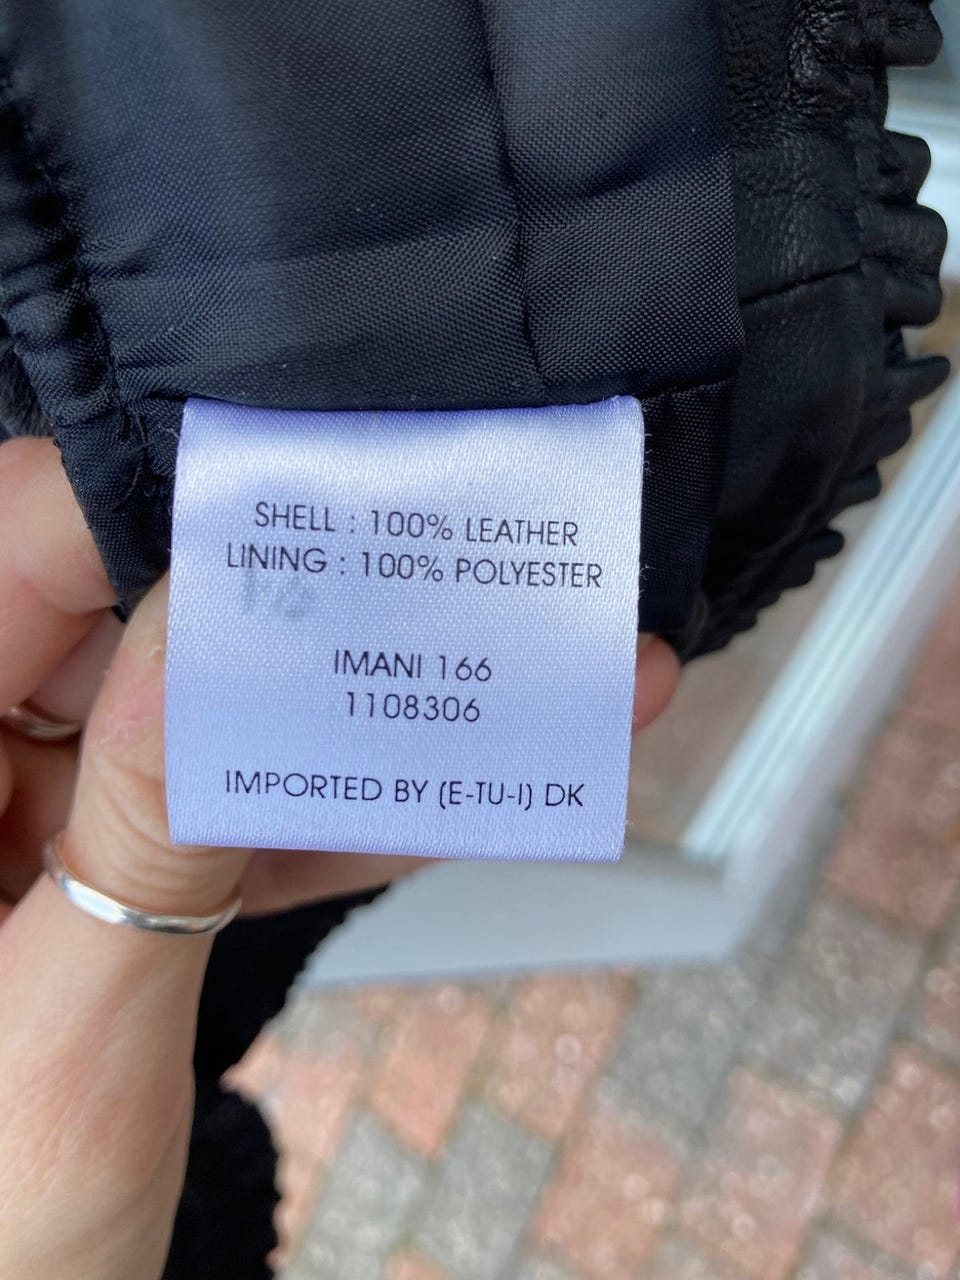 SHELL : 100% LEATHER
LINING : 100% POLYESTER
IMANI 166
1108306
IMPORTED BY (E-TU-I) DK